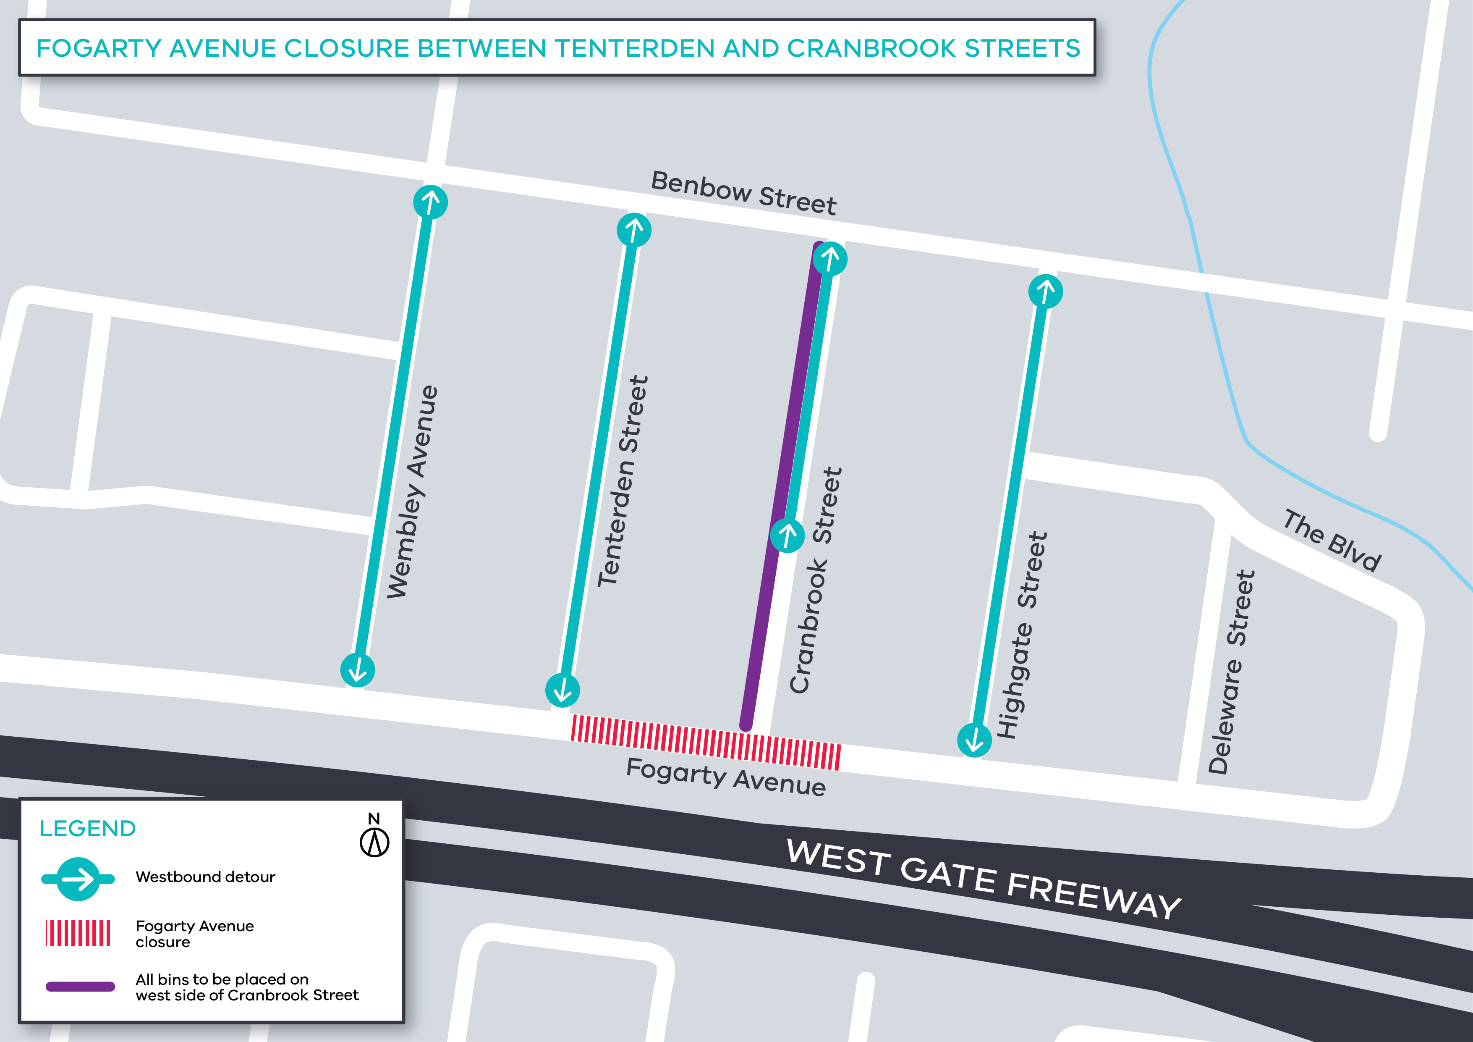 FOGARTY AVENUE CLOSURE BETWEEN TENTERDEN AND CRANBROOK STREETS
Benbow Street
Wembley Avenue
Tenterden Street
Cranbrook Street
Highgate Street
The Blvd
Deleware Street
Fogarty Avenue
WEST GATE FREEWAY
LEGEND
N
Westbound detour
Fogarty Avenue
closure
All bins to be placed on
west side of Cranbrook Street